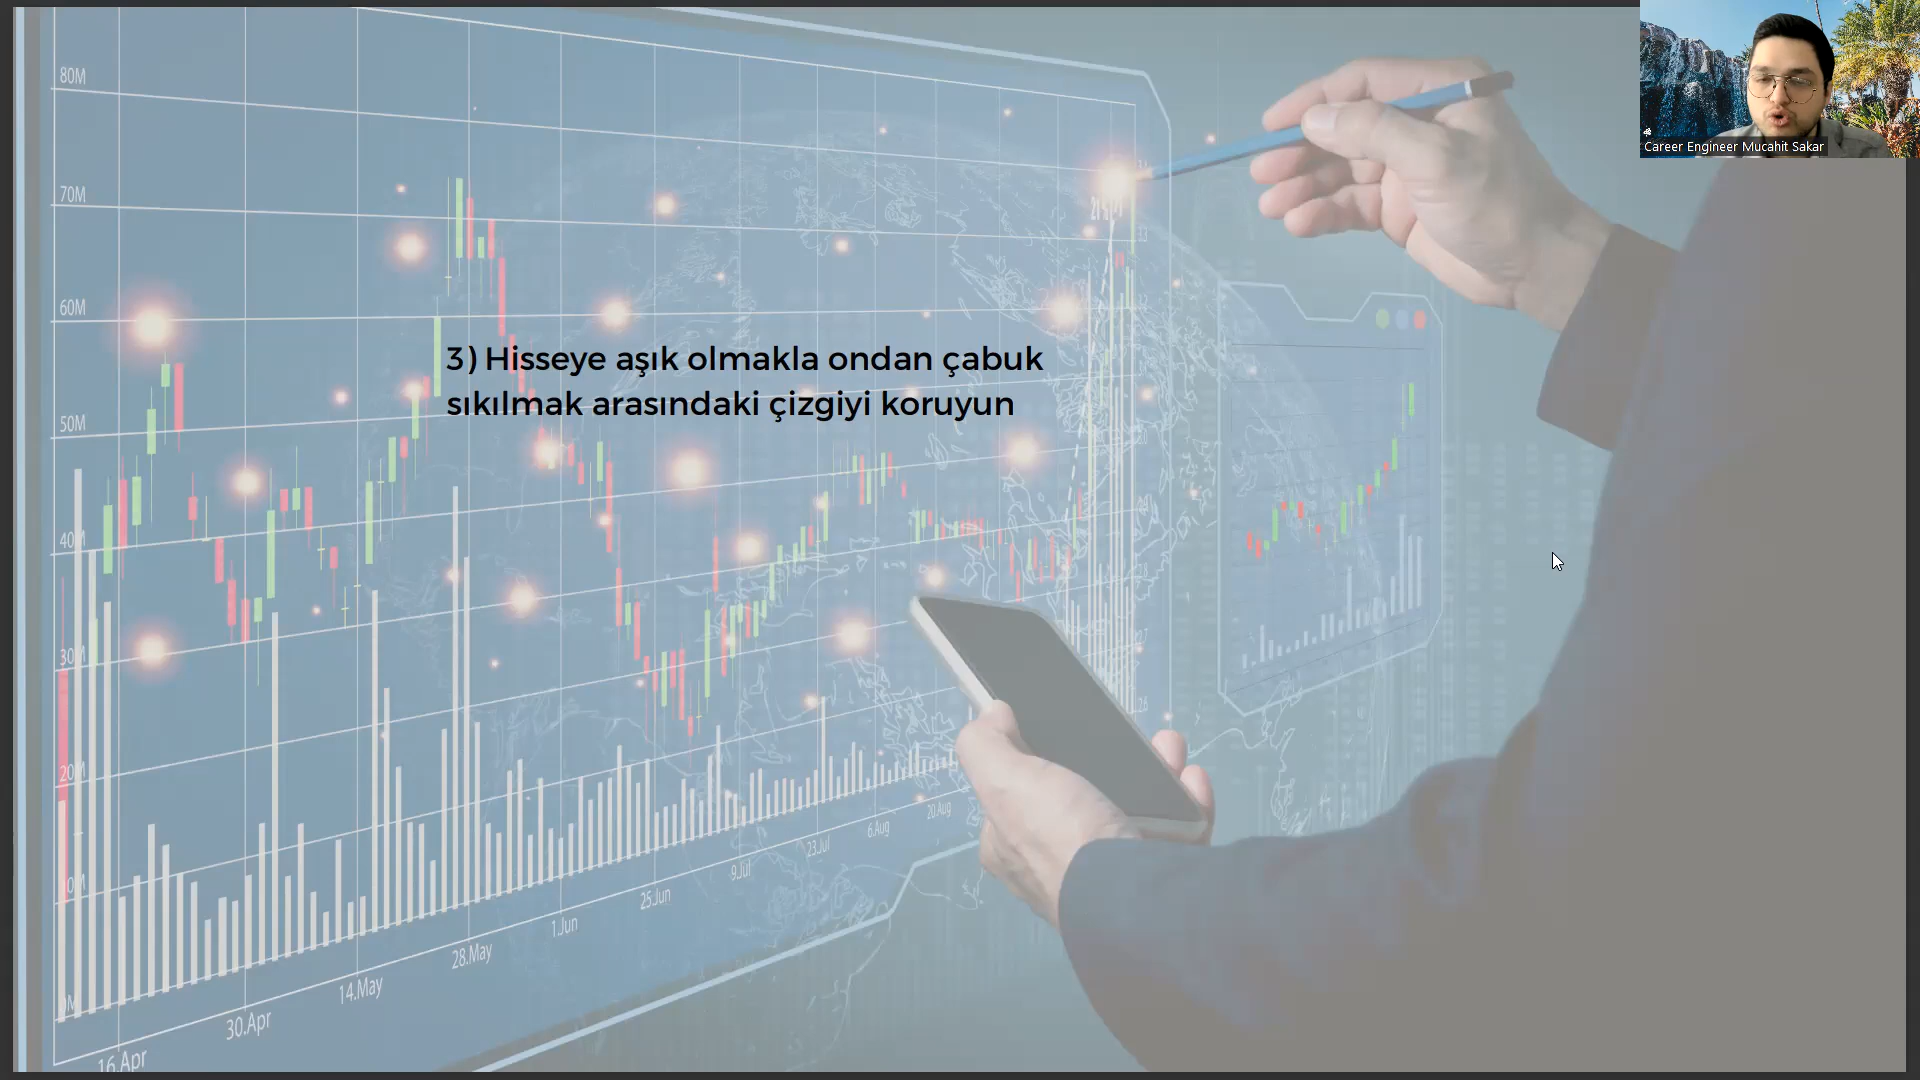 Career Engineer Mucahit Sakar
80M
70M
60M
50M
40M
30M
20M
3) Hisseye aşık olmakla ondan çabuk
sıkılmak arasındaki çizgiyi koruyun
16.Apr
30.Apr
14.May
28.May
1.Jun
25.Jun
9.Jul
23.Jul
6.Aug
20.Aug